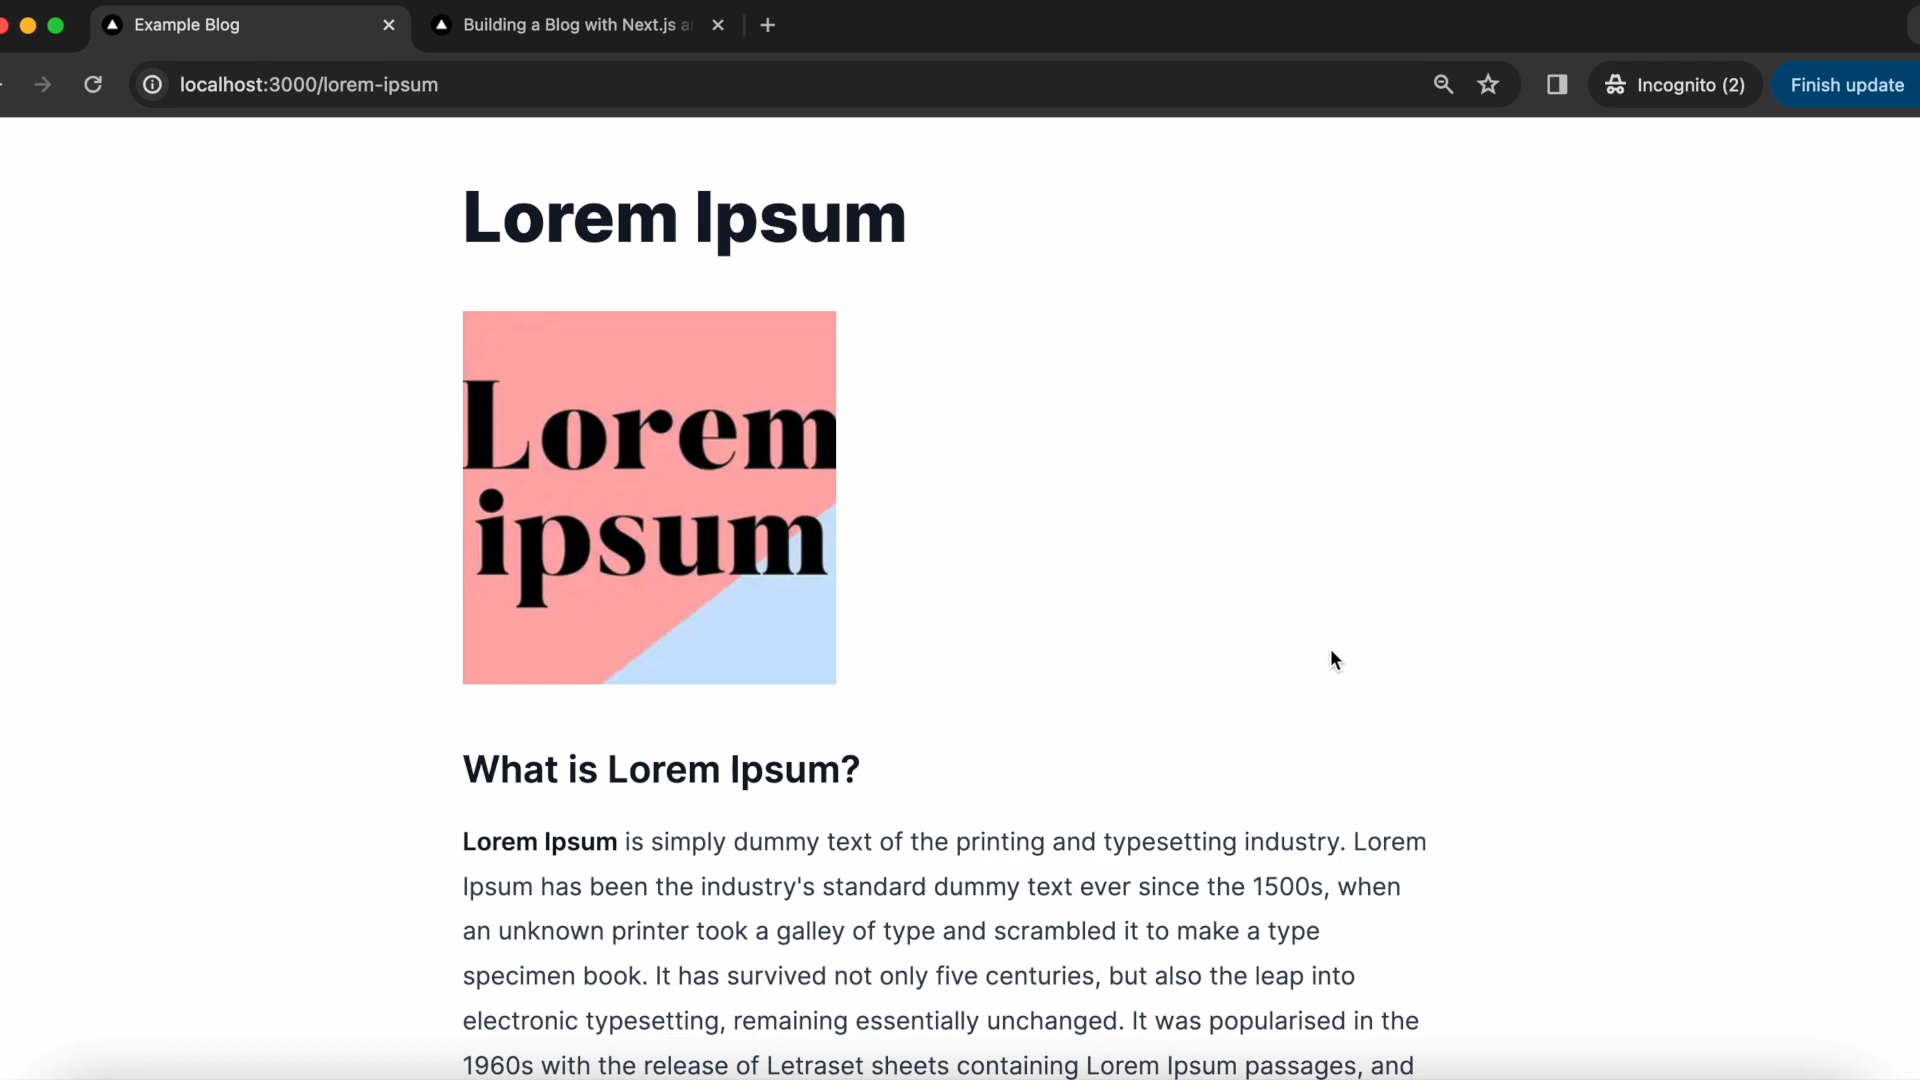 Example Blog
Building a Blog with Next.js
localhost:3000/lorem-ipsum
Incognito (2)
Finish update
Lorem Ipsum
Lorem
ipsum
What is Lorem Ipsum?
Lorem Ipsum is simply dummy text of the printing and typesetting industry. Lorem
Ipsum has been the industry's standard dummy text ever since the 1500s, when
an unknown printer took a galley of type and scrambled it to make a type
specimen book. It has survived not only five centuries, but also the leap into
electronic typesetting, remaining essentially unchanged. It was popularised in the
1960s with the release of Letraset sheets containing Lorem Ipsum passages, and